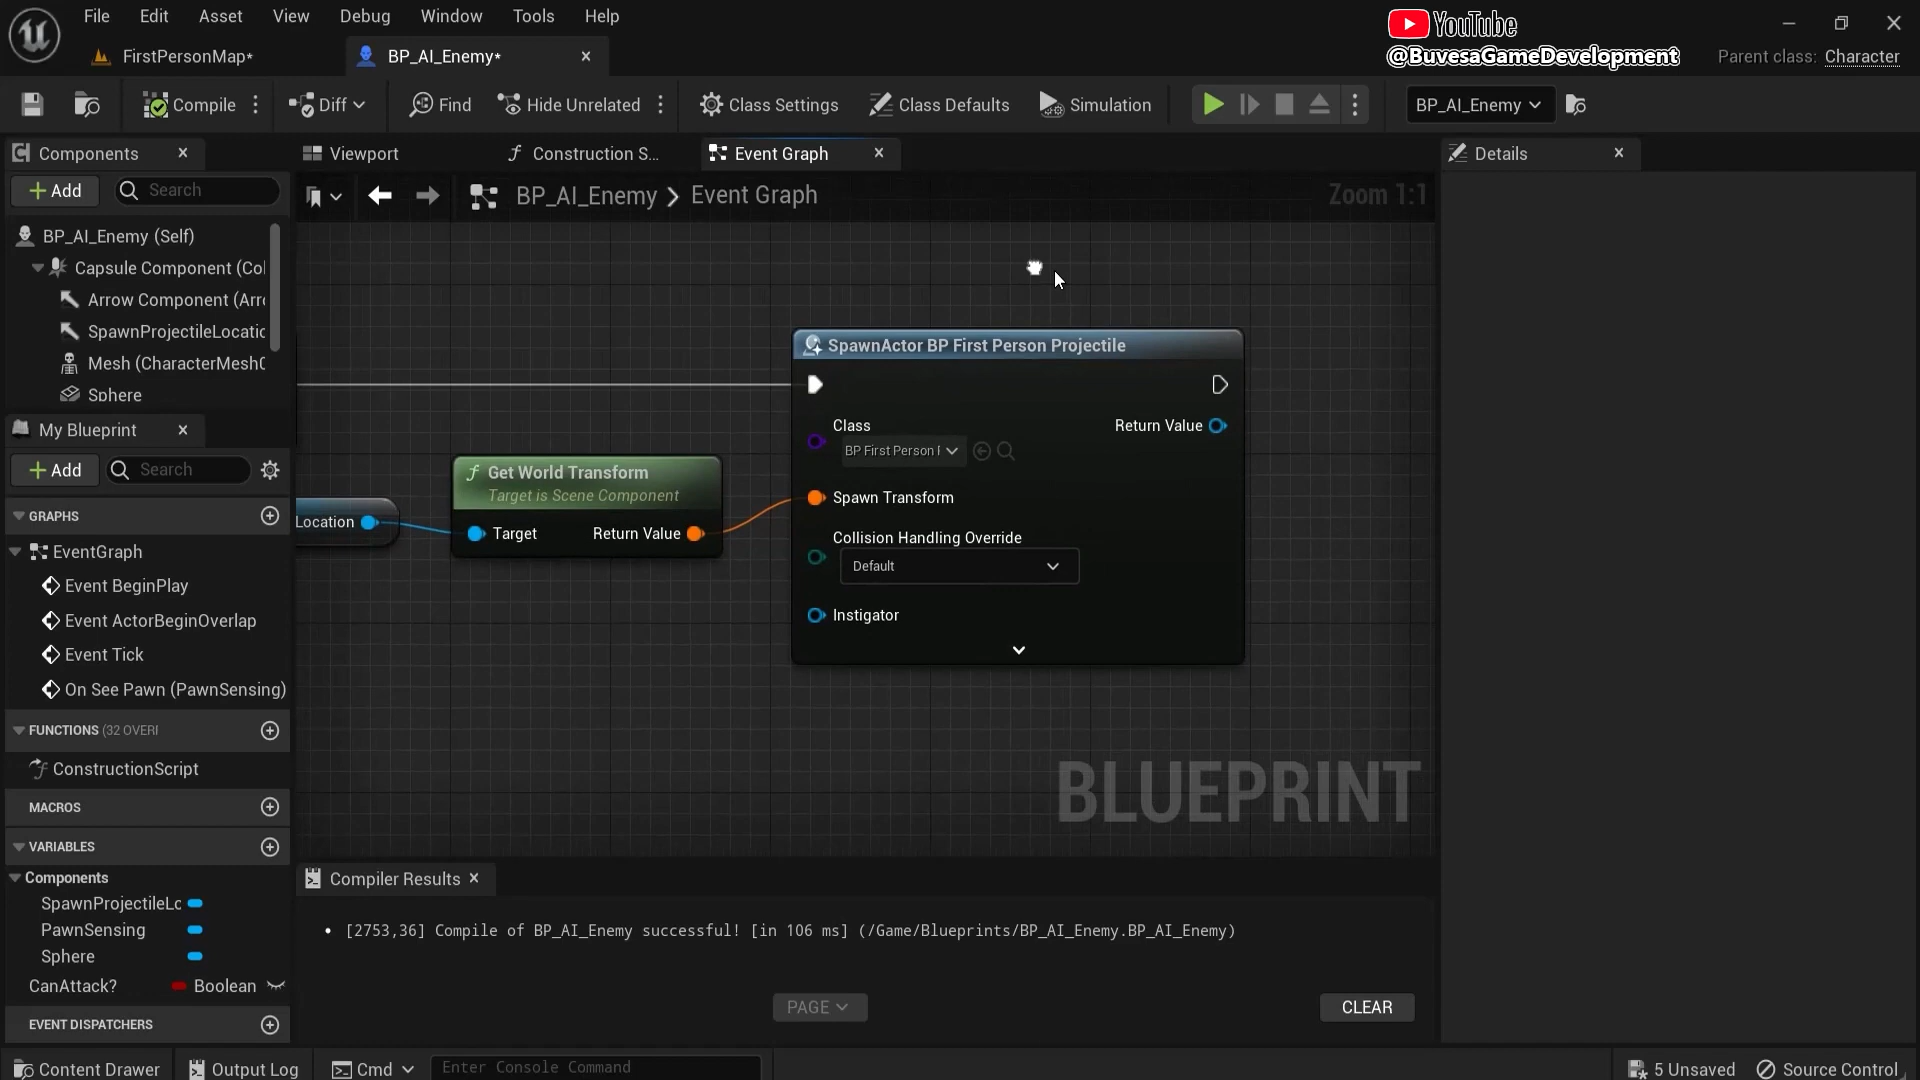 File Edit Asset View Debug Window Tools Help
YouTube
@BuvesaGameDevelopment
FirstPersonMap*
BP_AI_Enemy*
Parent class: Character
Compile
Diff
Find
Hide Unrelated
Class Settings
Class Defaults
Simulation
BP_AI_Enemy
Components
Viewport
Construction S...
Event Graph
Details
Add
Search
BP_AI_Enemy > Event Graph
Zoom 1:1
BP_AI_Enemy (Self)
Capsule Component (Col
Arrow Component (Arro
SpawnProjectileLocatio
Mesh (CharacterMesh0
Sphere
My Blueprint
Add
Search
GRAPHS
EventGraph
Event BeginPlay
Event ActorBeginOverlap
Event Tick
On See Pawn (PawnSensing)
FUNCTIONS (32 OVERI
ConstructionScript
MACROS
VARIABLES
Components
SpawnProjectileLc
PawnSensing
Sphere
CanAttack? Boolean
EVENT DISPATCHERS
Location
Get World Transform
Target is Scene Component
Target
Return Value
SpawnActor BP First Person Projectile
Class
Return Value
BP First Person P
Spawn Transform
Collision Handling Override
Default
Instigator
BLUEPRINT
Compiler Results
• [2753,36] Compile of BP_AI_Enemy successful! [in 106 ms] (/Game/Blueprints/BP_AI_Enemy.BP_AI_Enemy)
PAGE
CLEAR
Content Drawer
Output Log
Cmd
Enter Console Command
5 Unsaved
Source Control